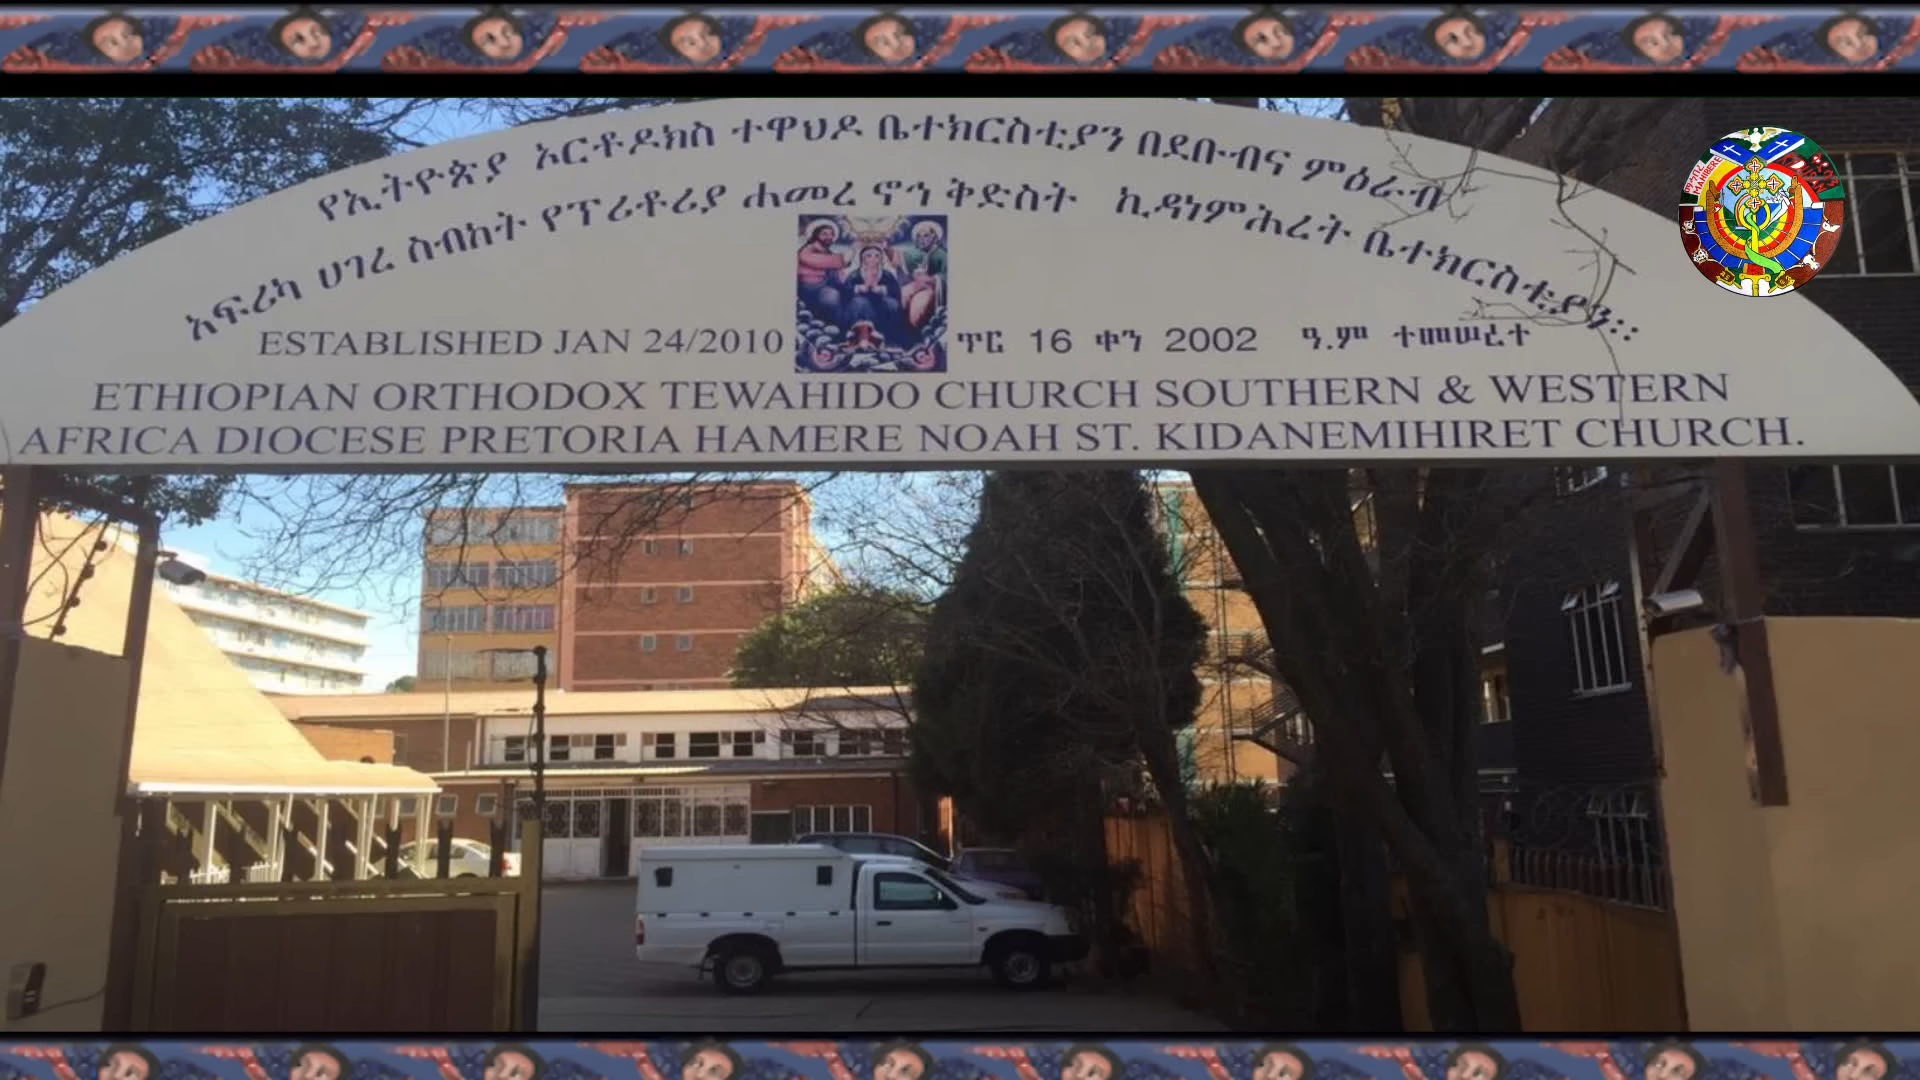 የኢትዮጵያ ኦርቶዶክስ ተዋህዶ ቤተክርስቲያን በደቡብና ምዕራብ
አፍሪካ ሀገረ ስብከት የፕሪቶሪያ ሐመረ ኖኅ ቅድስት ኪዳነምሕረት ቤተክርስቲያን።
ESTABLISHED JAN 24/2010 ጥር 16 ቀን 2002 ዓ.ም ተመሠረተ
ETHIOPIAN ORTHODOX TEWAHIDO CHURCH SOUTHERN & WESTERN
AFRICA DIOCESE PRETORIA HAMERE NOAH ST. KIDANEMIHIRET CHURCH.
MAHIBERE